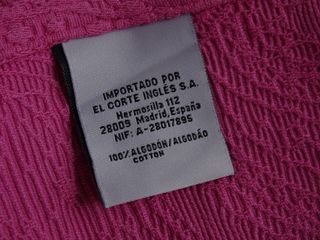 IMPORTADO POR
EL CORTE INGLÉS S.A.
Hermosilla 112
28009 Madrid, España
NIF: A-28017895
100% ALGODÓN/ALGODÃO
COTTON